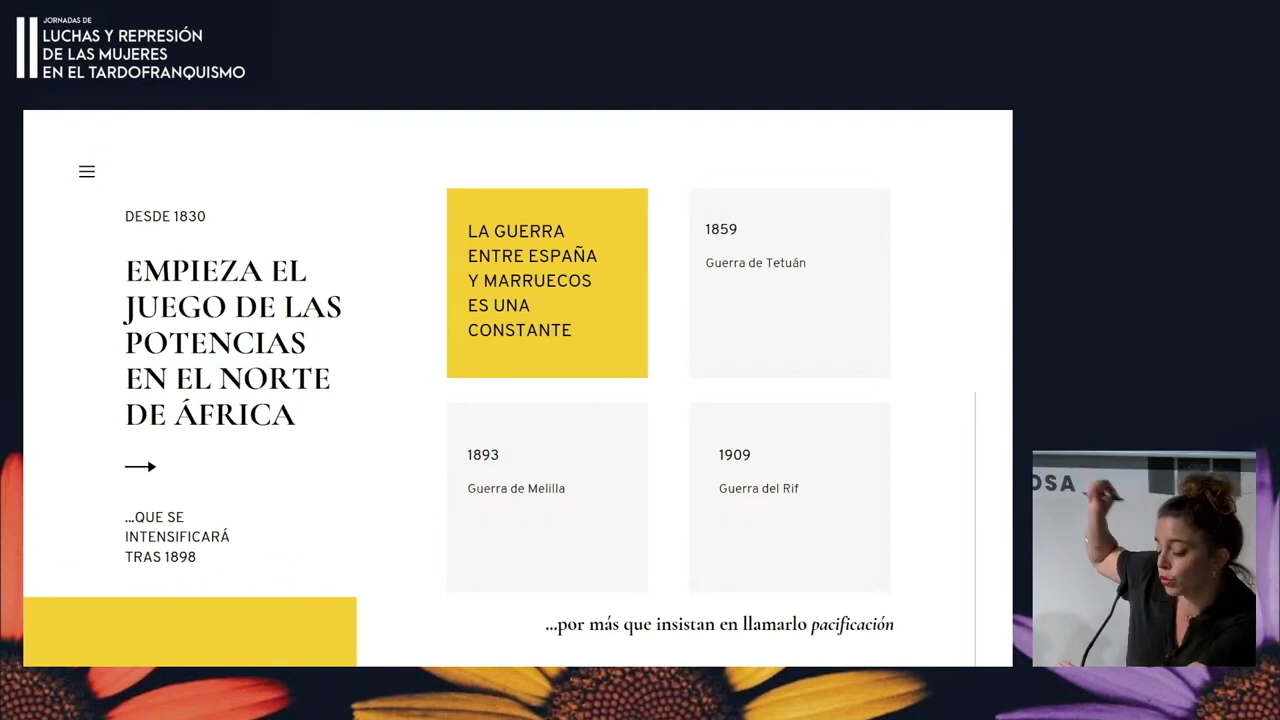 JORNADAS DE
LUCHAS Y REPRESIÓN
DE LAS MUJERES
EN EL TARDOFRANQUISMO
DESDE 1830
EMPIEZA EL
JUEGO DE LAS
POTENCIAS
EN EL NORTE
DE ÁFRICA
...QUE SE
INTENSIFICARÁ
TRAS 1898
LA GUERRA
ENTRE ESPAÑA
Y MARRUECOS
ES UNA
CONSTANTE
1859
Guerra de Tetuán
1893
Guerra de Melilla
1909
Guerra del Rif
...por más que insistan en llamarlo pacificación
OSA